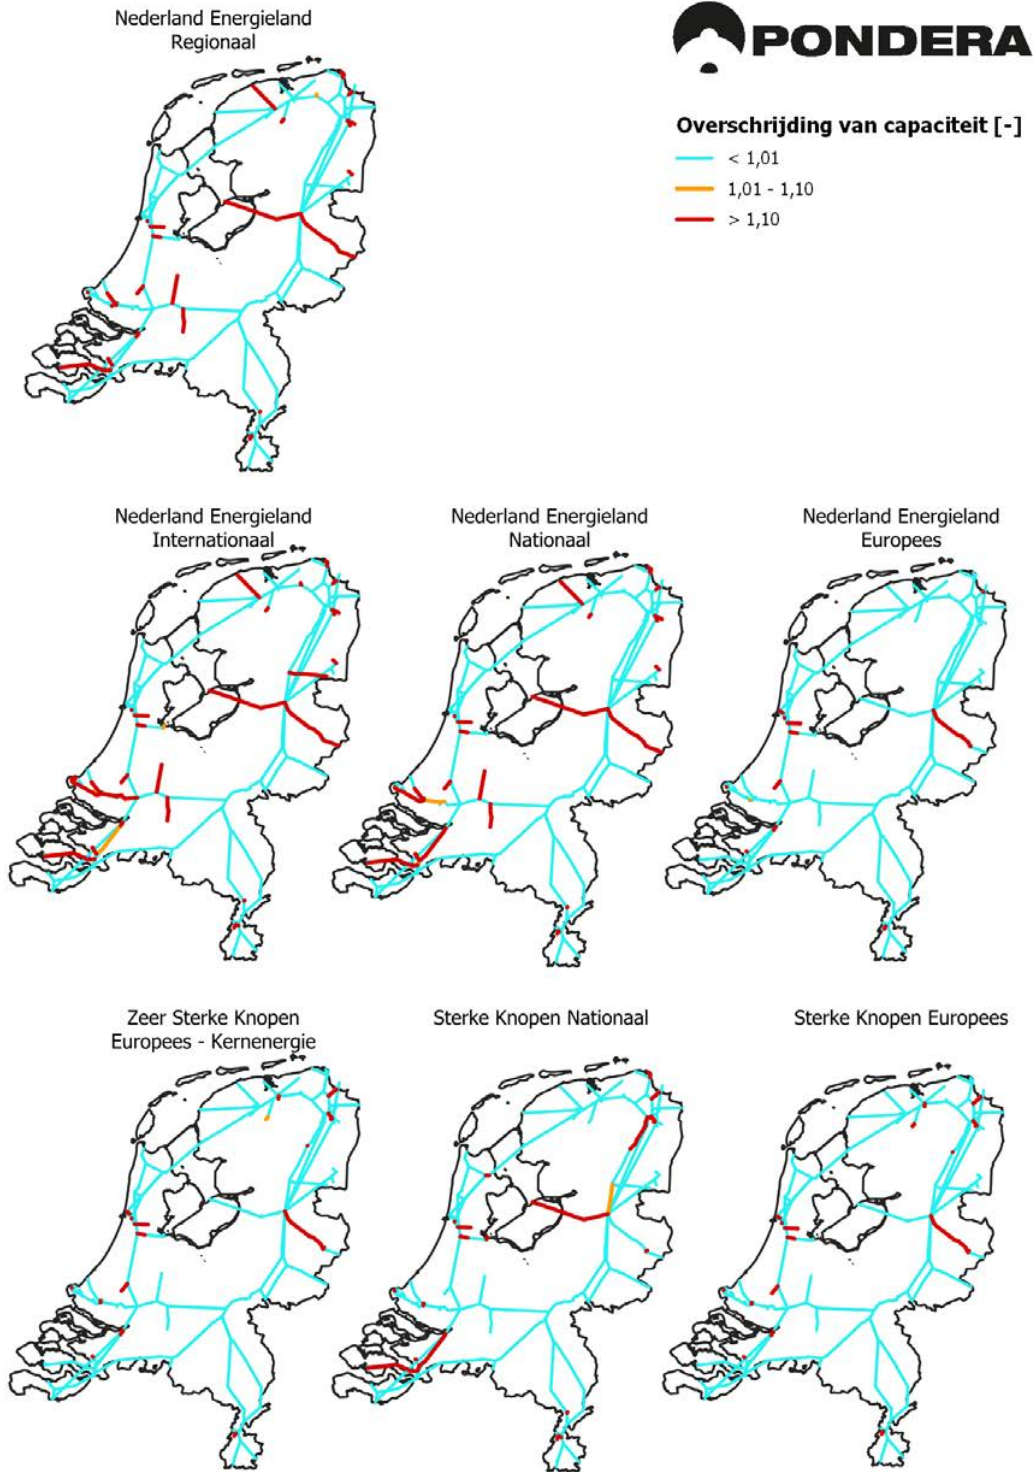 Nederland Energieland
Regionaal
PONDERA
Overschrijding van capaciteit [-]
< 1,01
1,01 - 1,10
> 1,10
Nederland Energieland
Internationaal
Nederland Energieland
Nationaal
Nederland Energieland
Europees
Zeer Sterke Knopen
Europees - Kernenergie
Sterke Knopen Nationaal
Sterke Knopen Europees